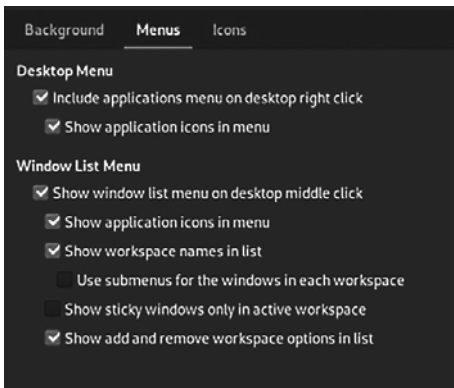 Background Menus Icons
Desktop Menu
Include applications menu on desktop right click
Show application icons in menu
Window List Menu
Show window list menu on desktop middle click
Show application icons in menu
Show workspace names in list
Use submenus for the windows in each workspace
Show sticky windows only in active workspace
Show add and remove workspace options in list